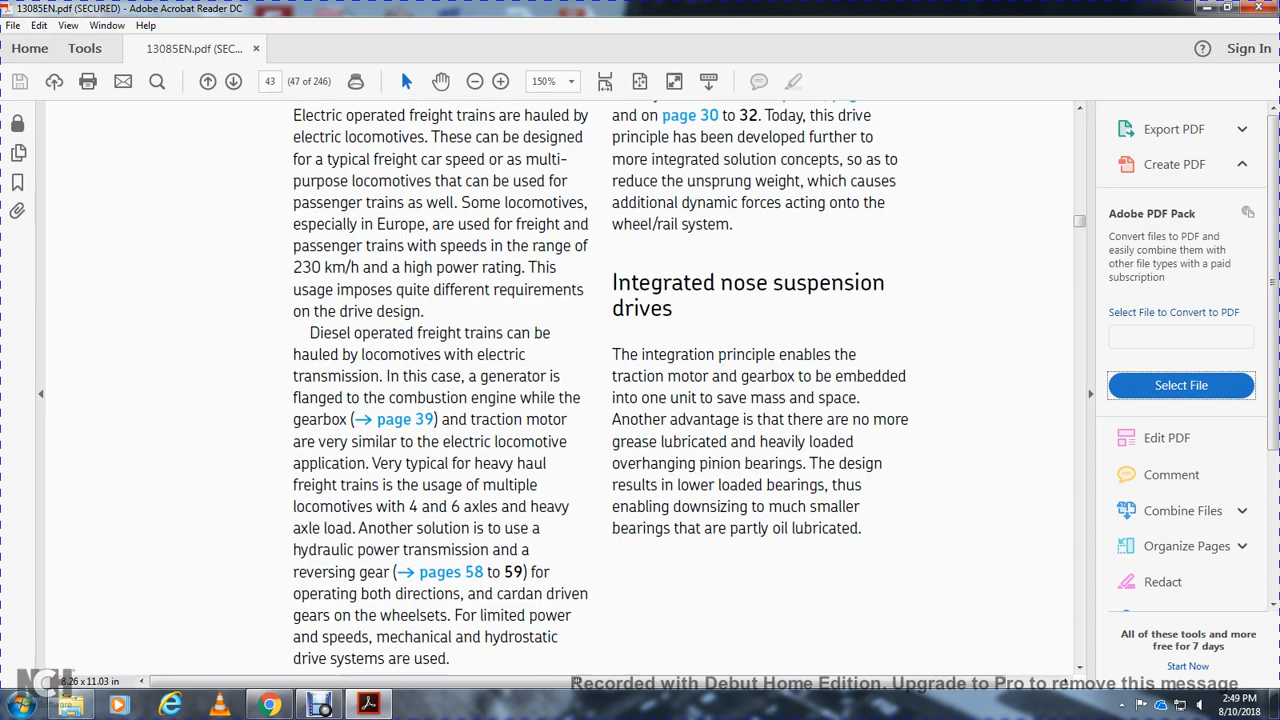 13085EN.pdf (SECURED) - Adobe Acrobat Reader DC
File Edit View Window Help
Home Tools 13085EN.pdf (SEC... × Sign In
43 (47 of 246) 150%
Electric operated freight trains are hauled by
electric locomotives. These can be designed
for a typical freight car speed or as multi-
purpose locomotives that can be used for
passenger trains as well. Some locomotives,
especially in Europe, are used for freight and
passenger trains with speeds in the range of
230 km/h and a high power rating. This
usage imposes quite different requirements
on the drive design.
Diesel operated freight trains can be
hauled by locomotives with electric
transmission. In this case, a generator is
flanged to the combustion engine while the
gearbox (→ page 39) and traction motor
are very similar to the electric locomotive
application. Very typical for heavy haul
freight trains is the usage of multiple
locomotives with 4 and 6 axles and heavy
axle load. Another solution is to use a
hydraulic power transmission and a
reversing gear (→ pages 58 to 59) for
operating both directions, and cardan driven
gears on the wheelsets. For limited power
and speeds, mechanical and hydrostatic
drive systems are used.
and on page 30 to 32. Today, this drive
principle has been developed further to
more integrated solution concepts, so as to
reduce the unsprung weight, which causes
additional dynamic forces acting onto the
wheel/rail system.
Integrated nose suspension
drives
The integration principle enables the
traction motor and gearbox to be embedded
into one unit to save mass and space.
Another advantage is that there are no more
grease lubricated and heavily loaded
overhanging pinion bearings. The design
results in lower loaded bearings, thus
enabling downsizing to much smaller
bearings that are partly oil lubricated.
Export PDF
Create PDF
Adobe PDF Pack
Convert files to PDF and
easily combine them with
other file types with a paid
subscription
Select File to Convert to PDF
Select File
Edit PDF
Comment
Combine Files
Organize Pages
Redact
All of these tools and more
free for 7 days
Start Now
8.26 x 11.03 in
NCH
Software
Recorded with Debut Home Edition. Upgrade to Pro to remove this message
2:49 PM
8/10/2018